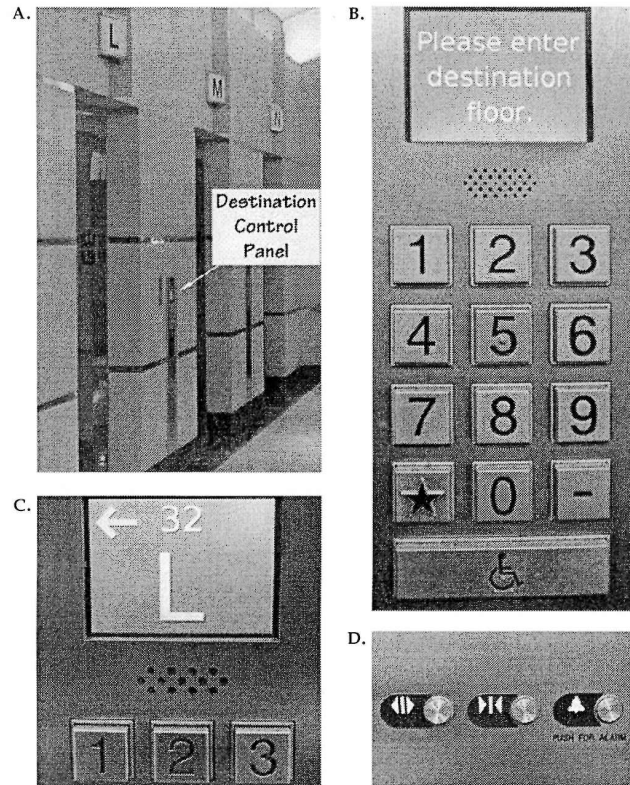 A.
L
M
N
Destination
Control
Panel
B.
Please enter
destination
floor.
1 2 3
4 5 6
7 8 9
★ 0 -
C.
← 32
L
1 2 3
D.
PUSH FOR ALARM